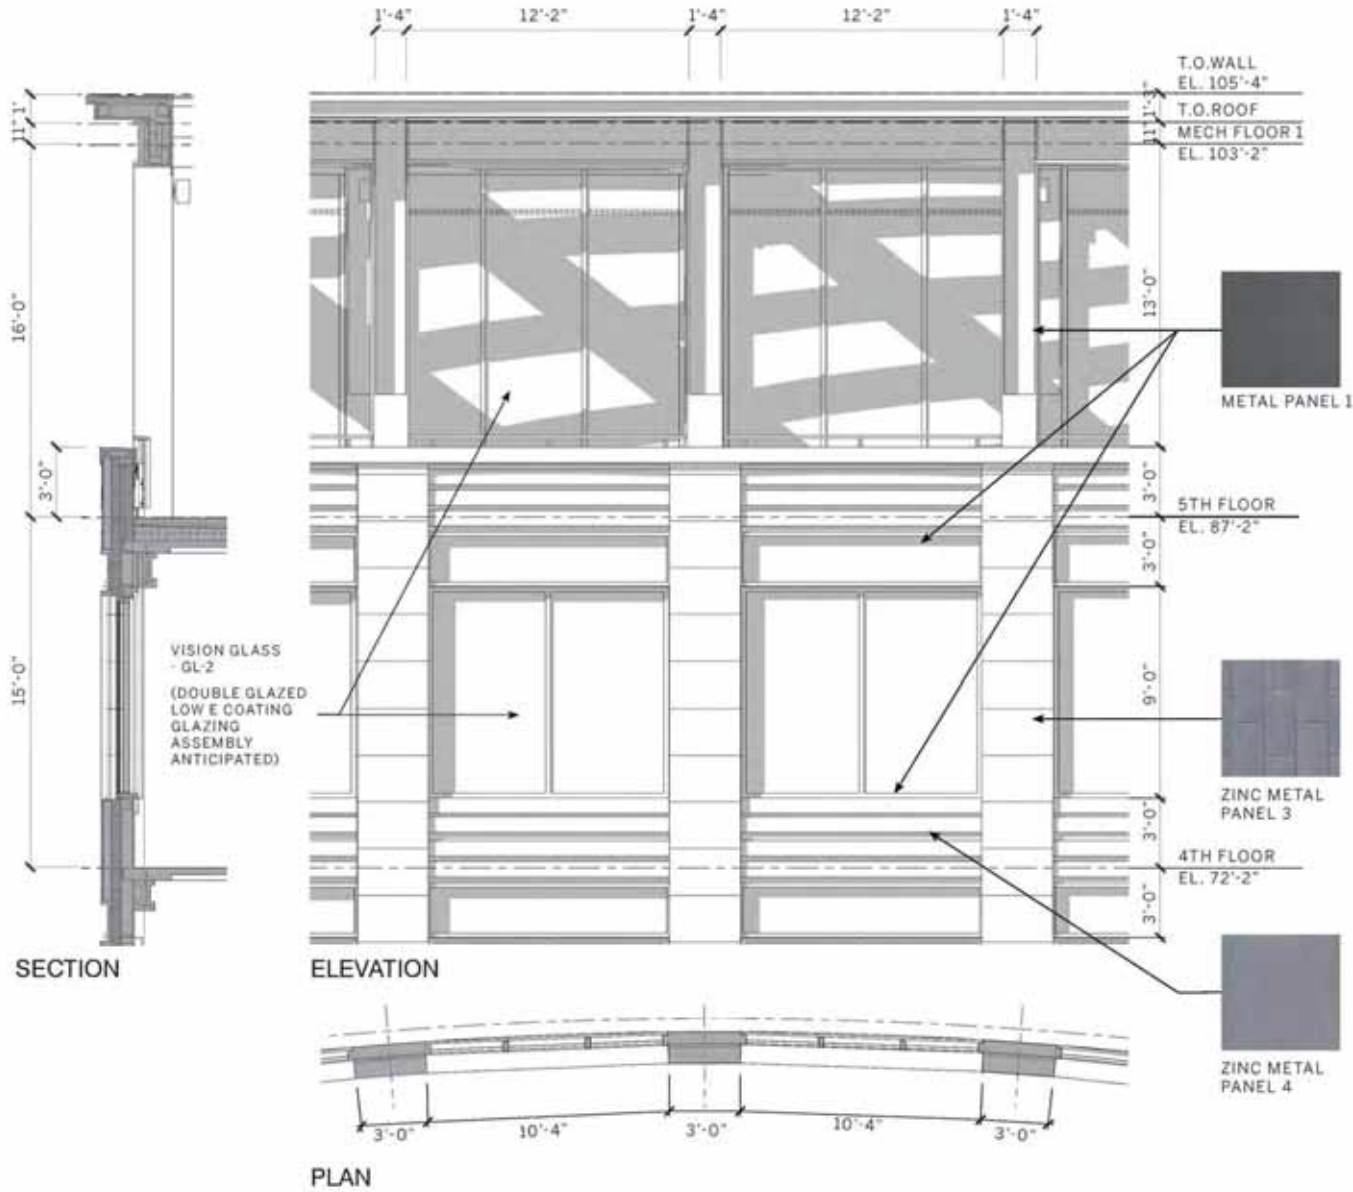 1'-4"
12'-2"
1'-4"
12'-2"
1'-4"
T.O.WALL
EL. 105'-4"
T.O.ROOF
MECH FLOOR 1
EL. 103'-2"
1'-3"
11"
1'
11"
16'-0"
13'-0"
METAL PANEL 1
3'-0"
3'-0"
5TH FLOOR
EL. 87'-2"
3'-0"
VISION GLASS
- GL-2
(DOUBLE GLAZED
LOW E COATING
GLAZING
ASSEMBLY
ANTICIPATED)
15'-0"
9'-0"
ZINC METAL
PANEL 3
3'-0"
4TH FLOOR
EL. 72'-2"
3'-0"
SECTION
ELEVATION
ZINC METAL
PANEL 4
3'-0"
10'-4"
3'-0"
10'-4"
3'-0"
PLAN